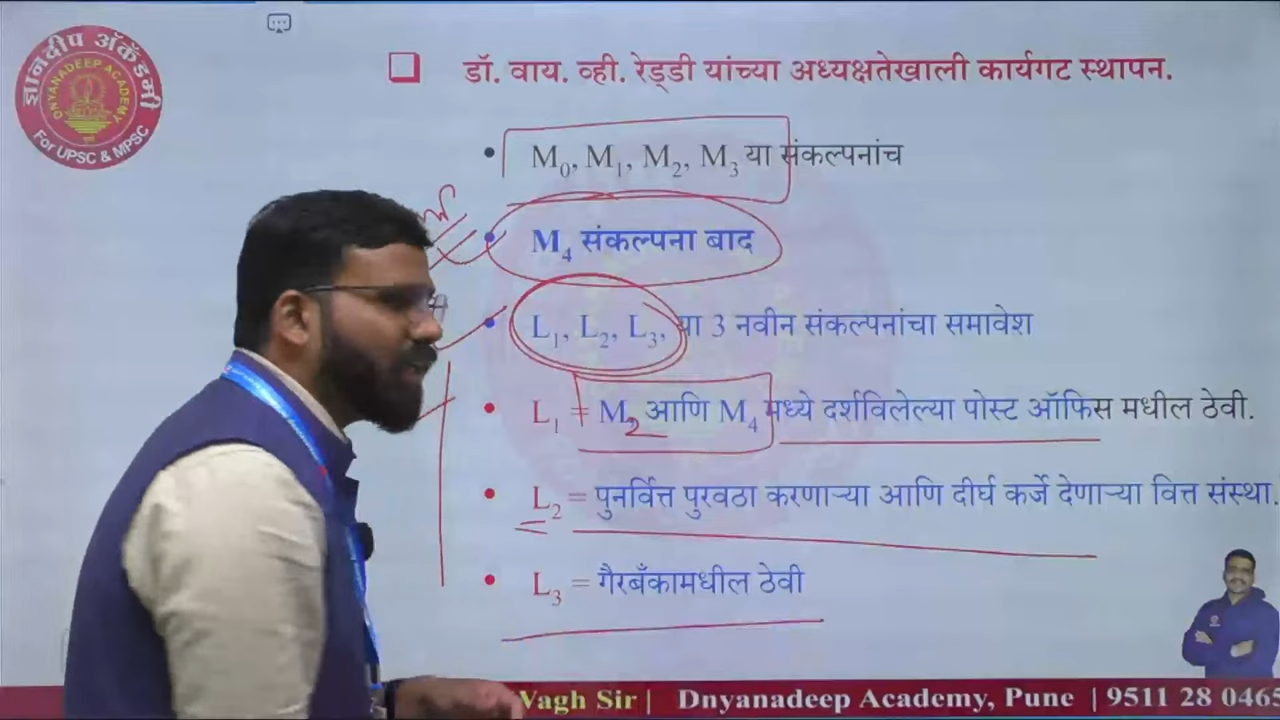 ज्ञानदीप ॲकॅडमी
DNYANADEEP ACADEMY
For UPSC & MPSC
डॉ. वाय. व्ही. रेड्डी यांच्या अध्यक्षतेखाली कार्यगट स्थापन.
• M0, M1, M2, M3 या संकल्पनांच
• M4 संकल्पना बाद
• L1, L2, L3, या 3 नवीन संकल्पनांचा समावेश
• L1 = M2 आणि M4 मध्ये दर्शविलेल्या पोस्ट ऑफिस मधील ठेवी.
• L2 = पुनर्वित्त पुरवठा करणाऱ्या आणि दीर्घ कर्जे देणाऱ्या वित्त संस्था.
• L3 = गैरबँकामधील ठेवी
Vagh Sir | Dnyanadeep Academy, Pune | 9511 28 0465